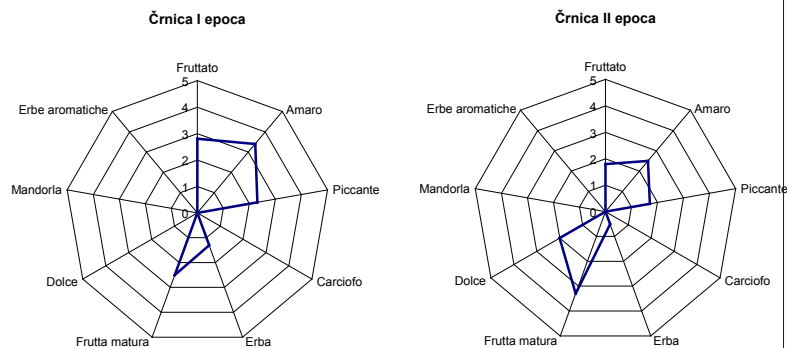 Črnica I epoca
Fruttato
Erbe aromatiche
Amaro
Mandorla
Piccante
Dolce
Carciofo
Frutta matura
Erba
5
4
3
2
1
0
Črnica II epoca
Fruttato
Erbe aromatiche
Amaro
Mandorla
Piccante
Dolce
Carciofo
Frutta matura
Erba
5
4
3
2
1
0